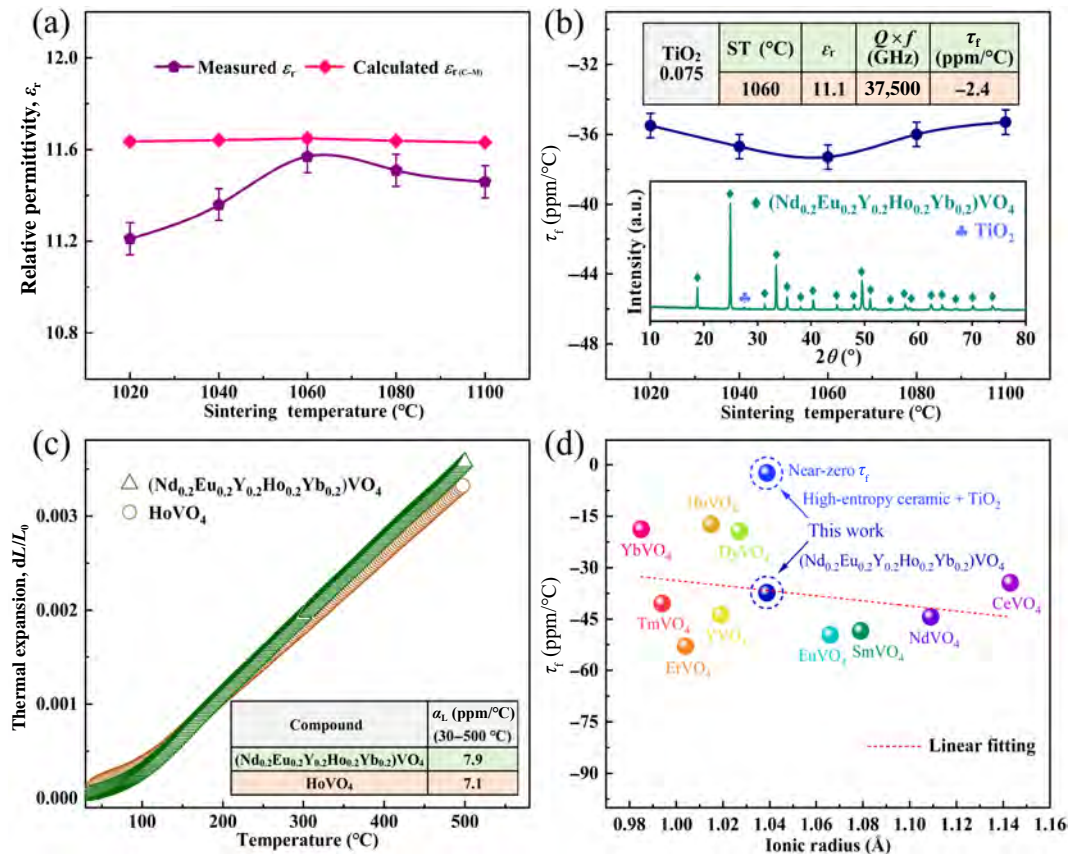 (a)
12.0
11.6
11.2
10.8
Relative permittivity, εr
Measured εr
Calculated εr (C–M)
1020 1040 1060 1080 1100
Sintering temperature (°C)
(b)
TiO2
0.075
ST (°C) εr Q × f (GHz) τf (ppm/°C)
1060 11.1 37,500 −2.4
−36
−40
−44
−48
τf (ppm/°C)
(Nd0.2Eu0.2Y0.2Ho0.2Yb0.2)VO4
TiO2
Intensity (a.u.)
10 20 30 40 50 60 70 80
2θ (°)
1020 1040 1060 1080 1100
Sintering temperature (°C)
(c)
(Nd0.2Eu0.2Y0.2Ho0.2Yb0.2)VO4
HoVO4
0.003
0.002
0.001
0.000
Thermal expansion, dL/L0
Compound αL (ppm/°C) (30–500 °C)
(Nd0.2Eu0.2Y0.2Ho0.2Yb0.2)VO4 7.9
HoVO4 7.1
100 200 300 400 500
Temperature (°C)
(d)
0
−15
−30
−45
−60
−75
−90
τf (ppm/°C)
Near-zero τf
High-entropy ceramic + TiO2
This work
(Nd0.2Eu0.2Y0.2Ho0.2Yb0.2)VO4
HoVO4
YbVO4
DyVO4
CeVO4
TmVO4
YVO4
NdVO4
ErVO4
EuVO4
SmVO4
Linear fitting
0.98 1.00 1.02 1.04 1.06 1.08 1.10 1.12 1.14 1.16
Ionic radius (Å)